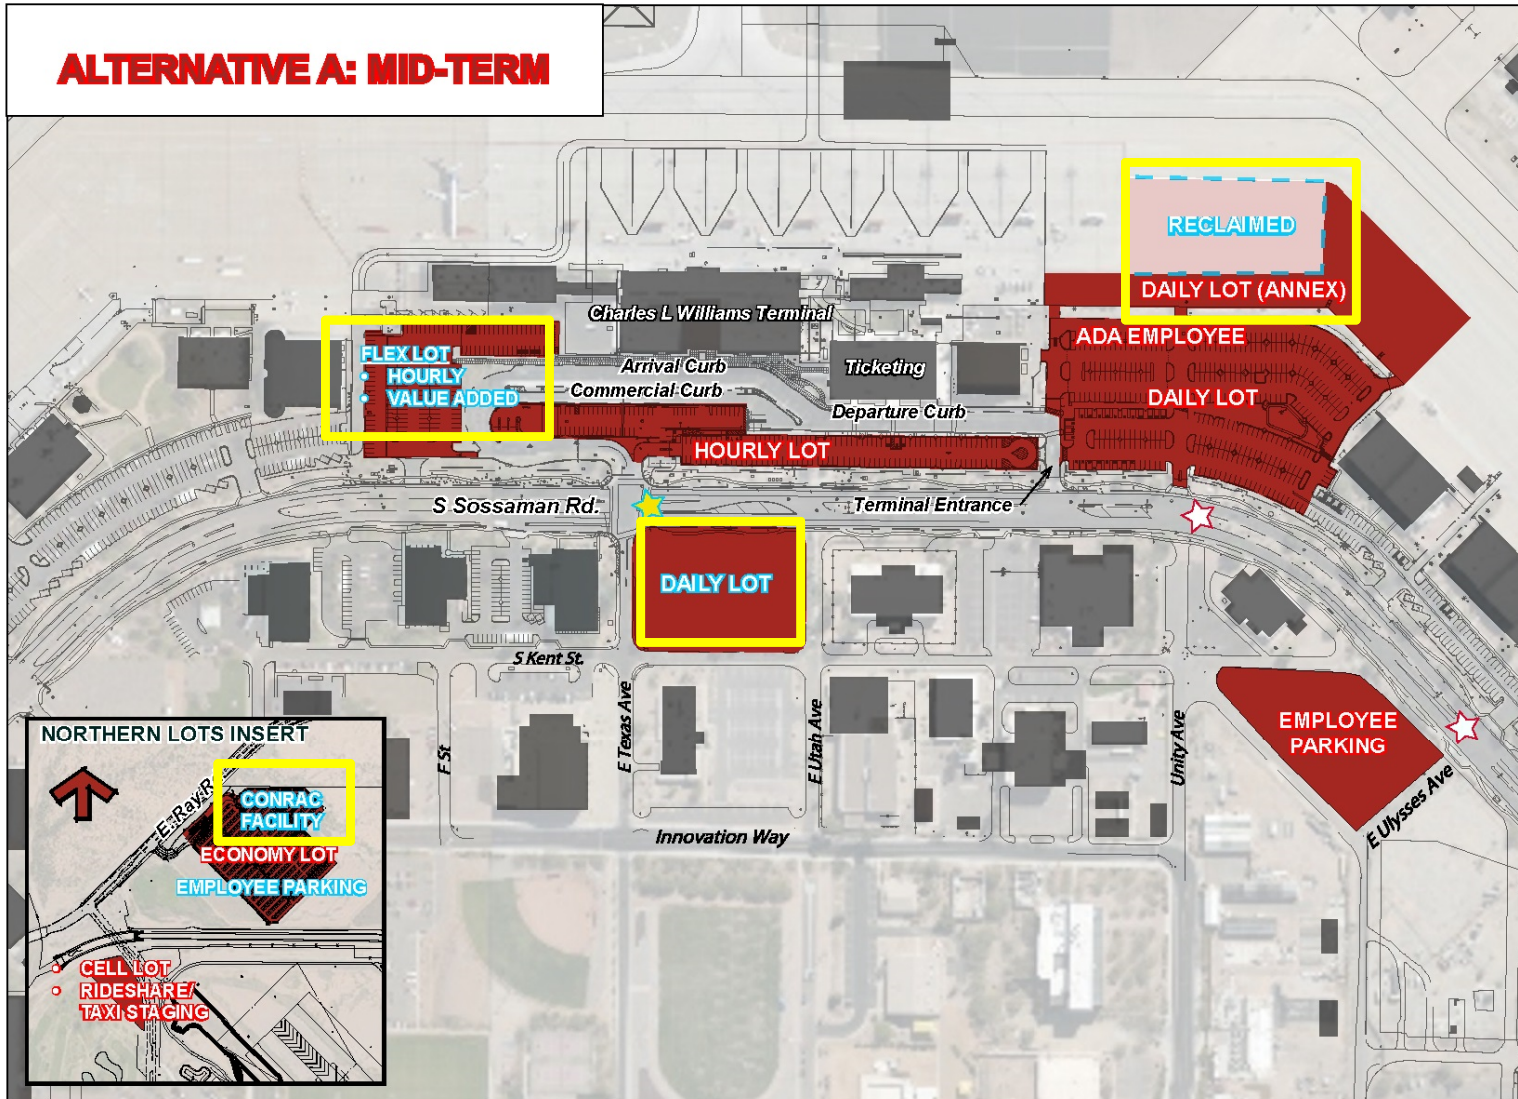 ALTERNATIVE A: MID-TERM
RECLAIMED
DAILY LOT (ANNEX)
Charles L Williams Terminal
ADA EMPLOYEE
FLEX LOT
HOURLY
VALUE ADDED
Arrival Curb
Ticketing
Commercial Curb
DAILY LOT
Departure Curb
HOURLY LOT
S Sossaman Rd.
Terminal Entrance
DAILY LOT
S Kent St.
E Texas Ave
E Utah Ave
F St
Unity Ave
EMPLOYEE
PARKING
E Ulysses Ave
Innovation Way
NORTHERN LOTS INSERT
E. Ray R
CONRAC
FACILITY
ECONOMY LOT
EMPLOYEE PARKING
CELL LOT
RIDESHARE/
TAXI STAGING